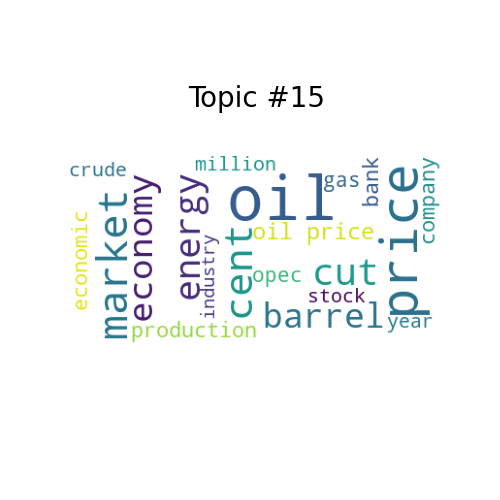 Topic #15
crude
million
oil
gas
bank
price
company
economic
market
economy
energy
industry
cent
oil price
opec
cut
stock
barrel
year
production